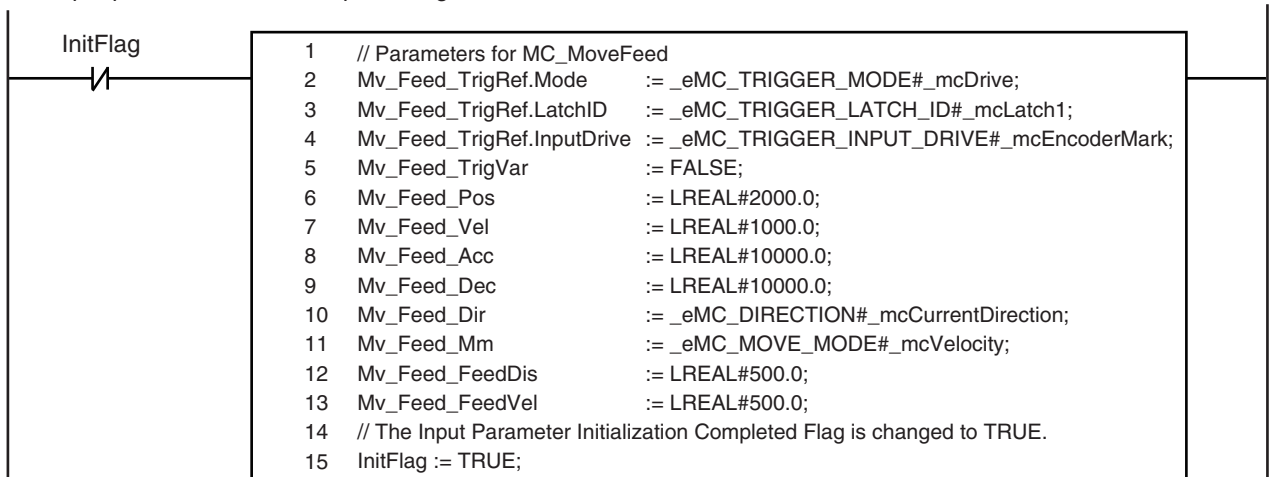 InitFlag
1 // Parameters for MC_MoveFeed
2 Mv_Feed_TrigRef.Mode := _eMC_TRIGGER_MODE#_mcDrive;
3 Mv_Feed_TrigRef.LatchID := _eMC_TRIGGER_LATCH_ID#_mcLatch1;
4 Mv_Feed_TrigRef.InputDrive := _eMC_TRIGGER_INPUT_DRIVE#_mcEncoderMark;
5 Mv_Feed_TrigVar := FALSE;
6 Mv_Feed_Pos := LREAL#2000.0;
7 Mv_Feed_Vel := LREAL#1000.0;
8 Mv_Feed_Acc := LREAL#10000.0;
9 Mv_Feed_Dec := LREAL#10000.0;
10 Mv_Feed_Dir := _eMC_DIRECTION#_mcCurrentDirection;
11 Mv_Feed_Mm := _eMC_MOVE_MODE#_mcVelocity;
12 Mv_Feed_FeedDis := LREAL#500.0;
13 Mv_Feed_FeedVel := LREAL#500.0;
14 // The Input Parameter Initialization Completed Flag is changed to TRUE.
15 InitFlag := TRUE;